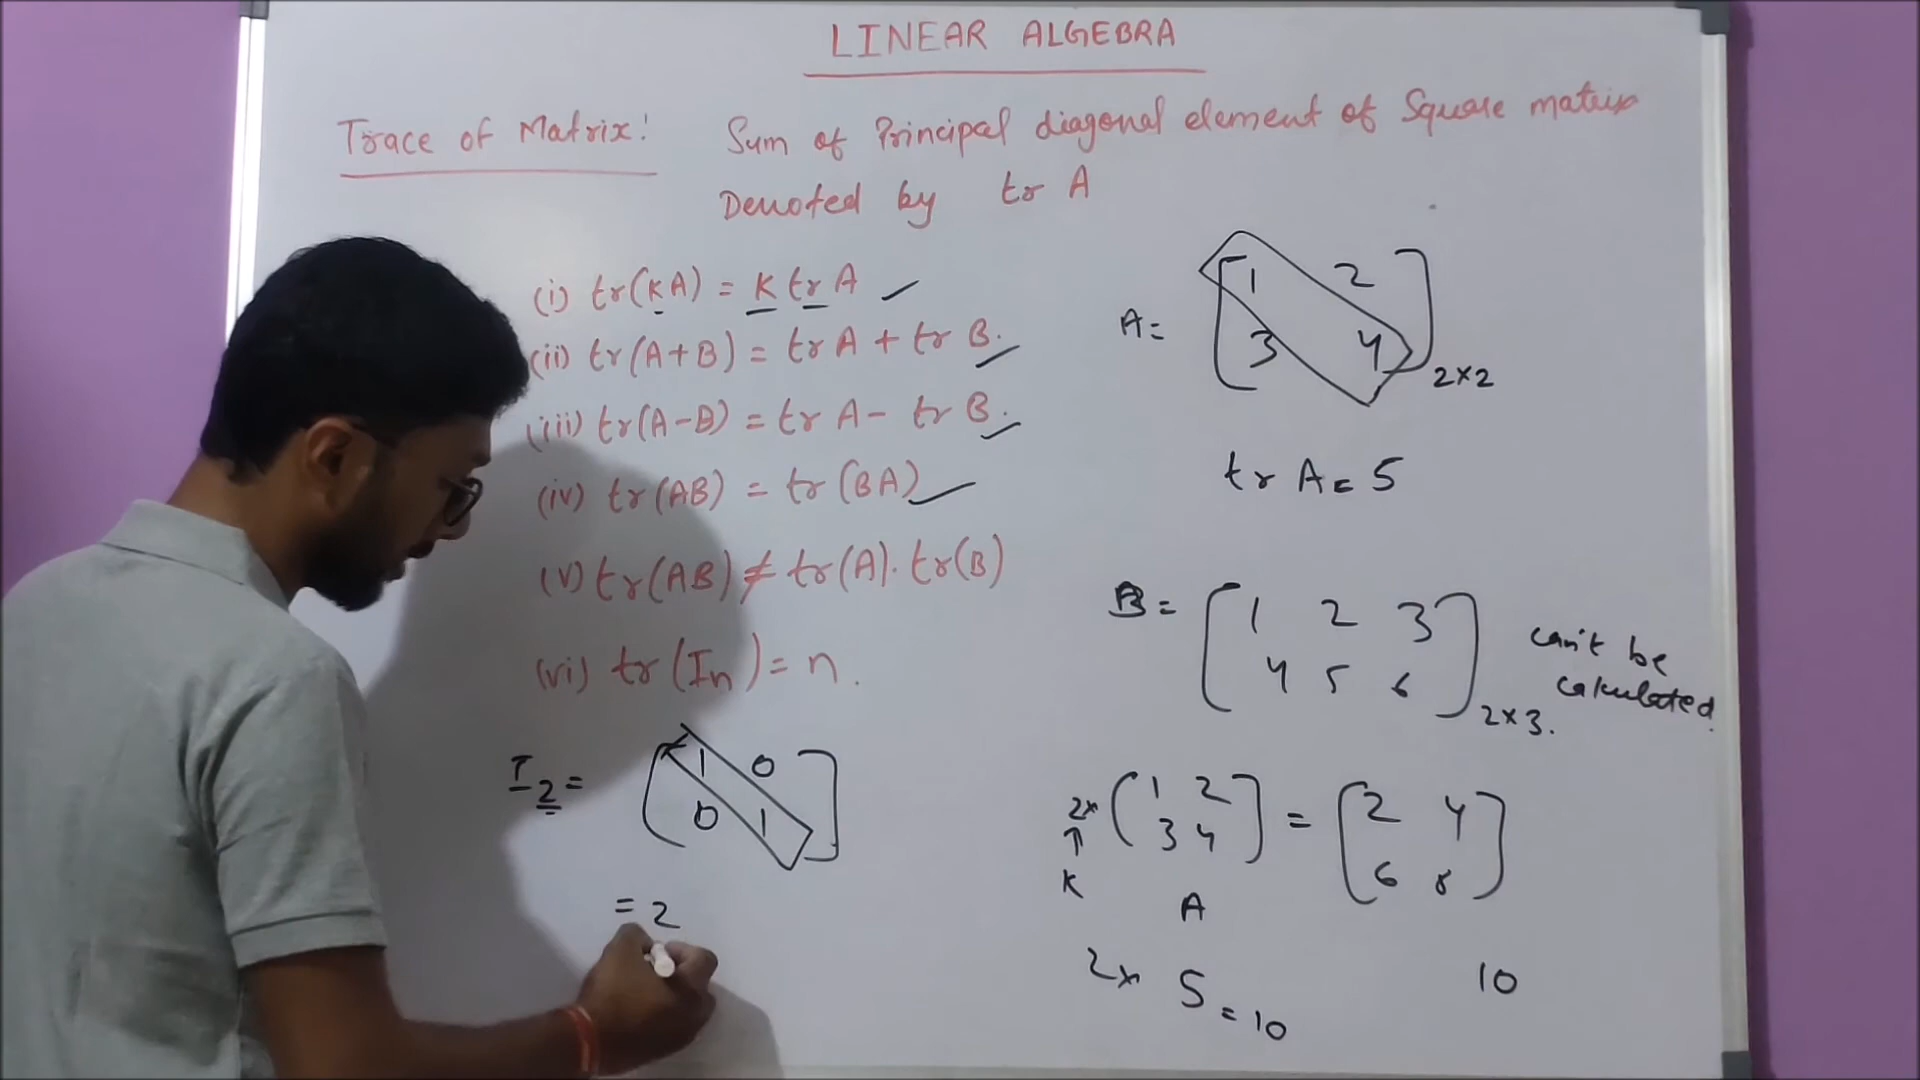 LINEAR ALGEBRA
Trace of Matrix! Sum of Principal diagonal element of Square matrix
Denoted by tr A
(i) tr(KA) = K tr A
(ii) tr(A+B) = tr A + tr B.
(iii) tr(A-B) = tr A - tr B.
(iv) tr(AB) = tr(BA)
(v) tr(AB) ≠ tr(A). tr(B)
(vi) tr(In) = n.
I2 =
1 0
0 1
= 2
A =
1 2
3 4
2×2
tr A = 5
B =
1 2 3
4 5 6
2×3.
can't be
calculated.
2× [1 2 = [2 4
3 4] 6 8]
↑
K
A
2× 5 = 10
10